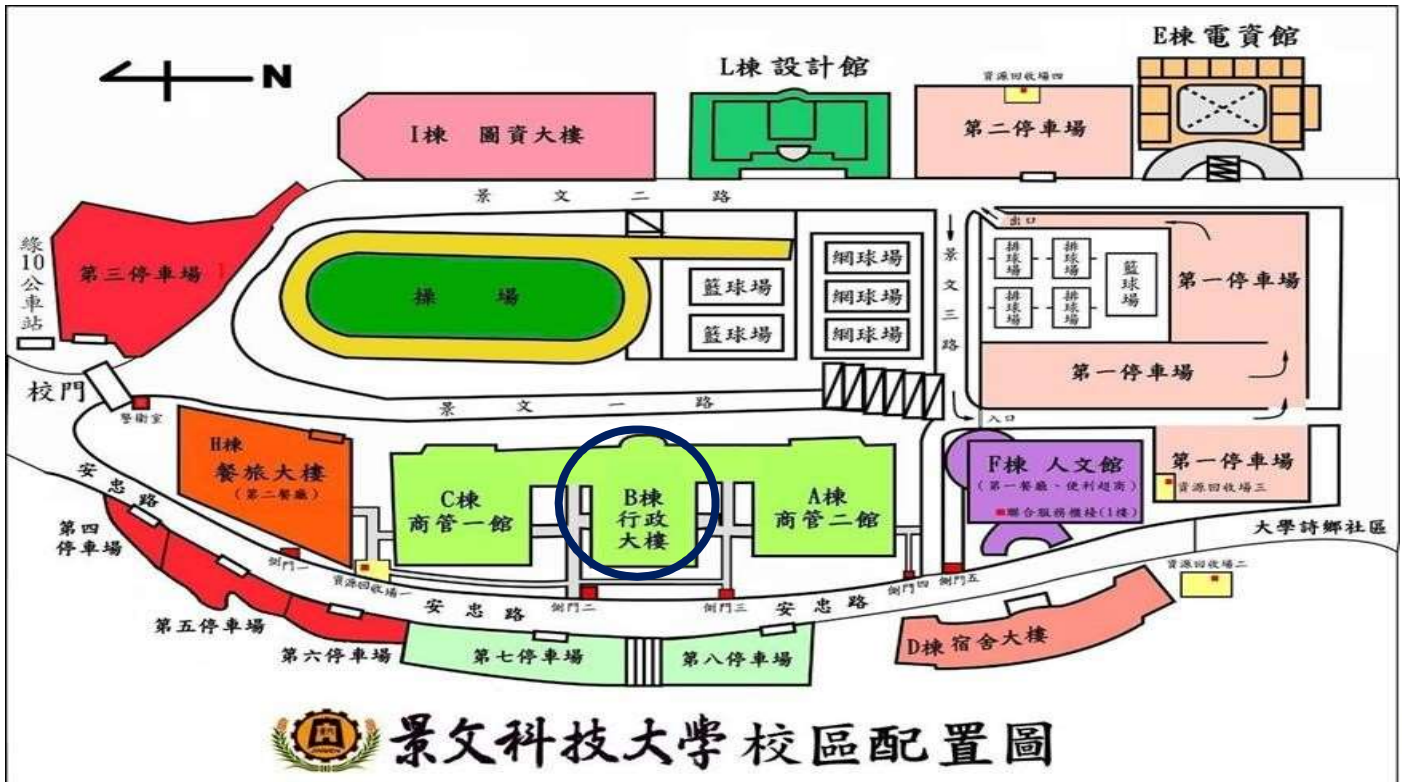 E棟電資館
L棟設計館
N
資源回收場四
I棟 圖資大樓
第二停車場
景文二路
出口
綠10公車站
第三停車場
操場
籃球場
籃球場
網球場
網球場
網球場
景文三路
排球場
排球場
排球場
排球場
籃球場
第一停車場
第一停車場
校門
警衛室
景文一路
入口
H棟
餐旅大樓
(第二餐廳)
C棟
商管一館
B棟
行政
大樓
A棟
商管二館
F棟 人文館
(第一餐廳、便利超商)
聯合服務櫃檯(1樓)
第一停車場
資源回收場三
安忠路
第四
停車場
側門一
資源回收場一
安忠路
側門二
側門三
安忠路
側門四
側門五
大學詩鄉社區
資源回收場二
第五停車場
第六停車場
第七停車場
第八停車場
D棟宿舍大樓
JINWEN
景文科技大學校區配置圖